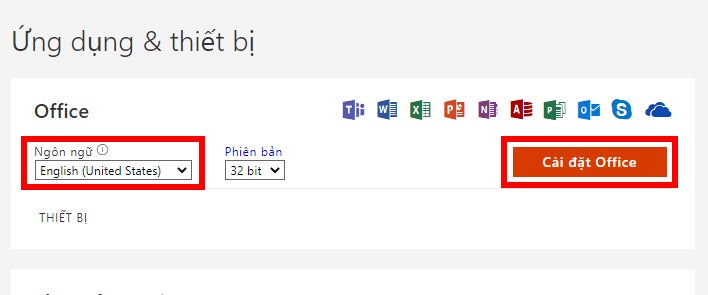 Ứng dụng & thiết bị
Office
Ngôn ngữ
Phiên bản
English (United States)
32 bit
Cài đặt Office
THIẾT BỊ